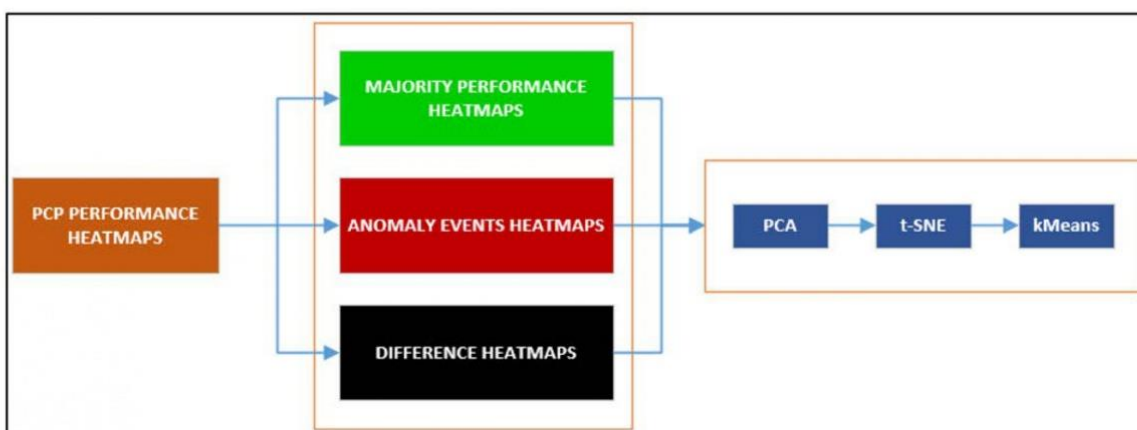 MAJORITY PERFORMANCE
HEATMAPS
PCP PERFORMANCE
HEATMAPS
ANOMALY EVENTS HEATMAPS
DIFFERENCE HEATMAPS
PCA
t-SNE
kMeans